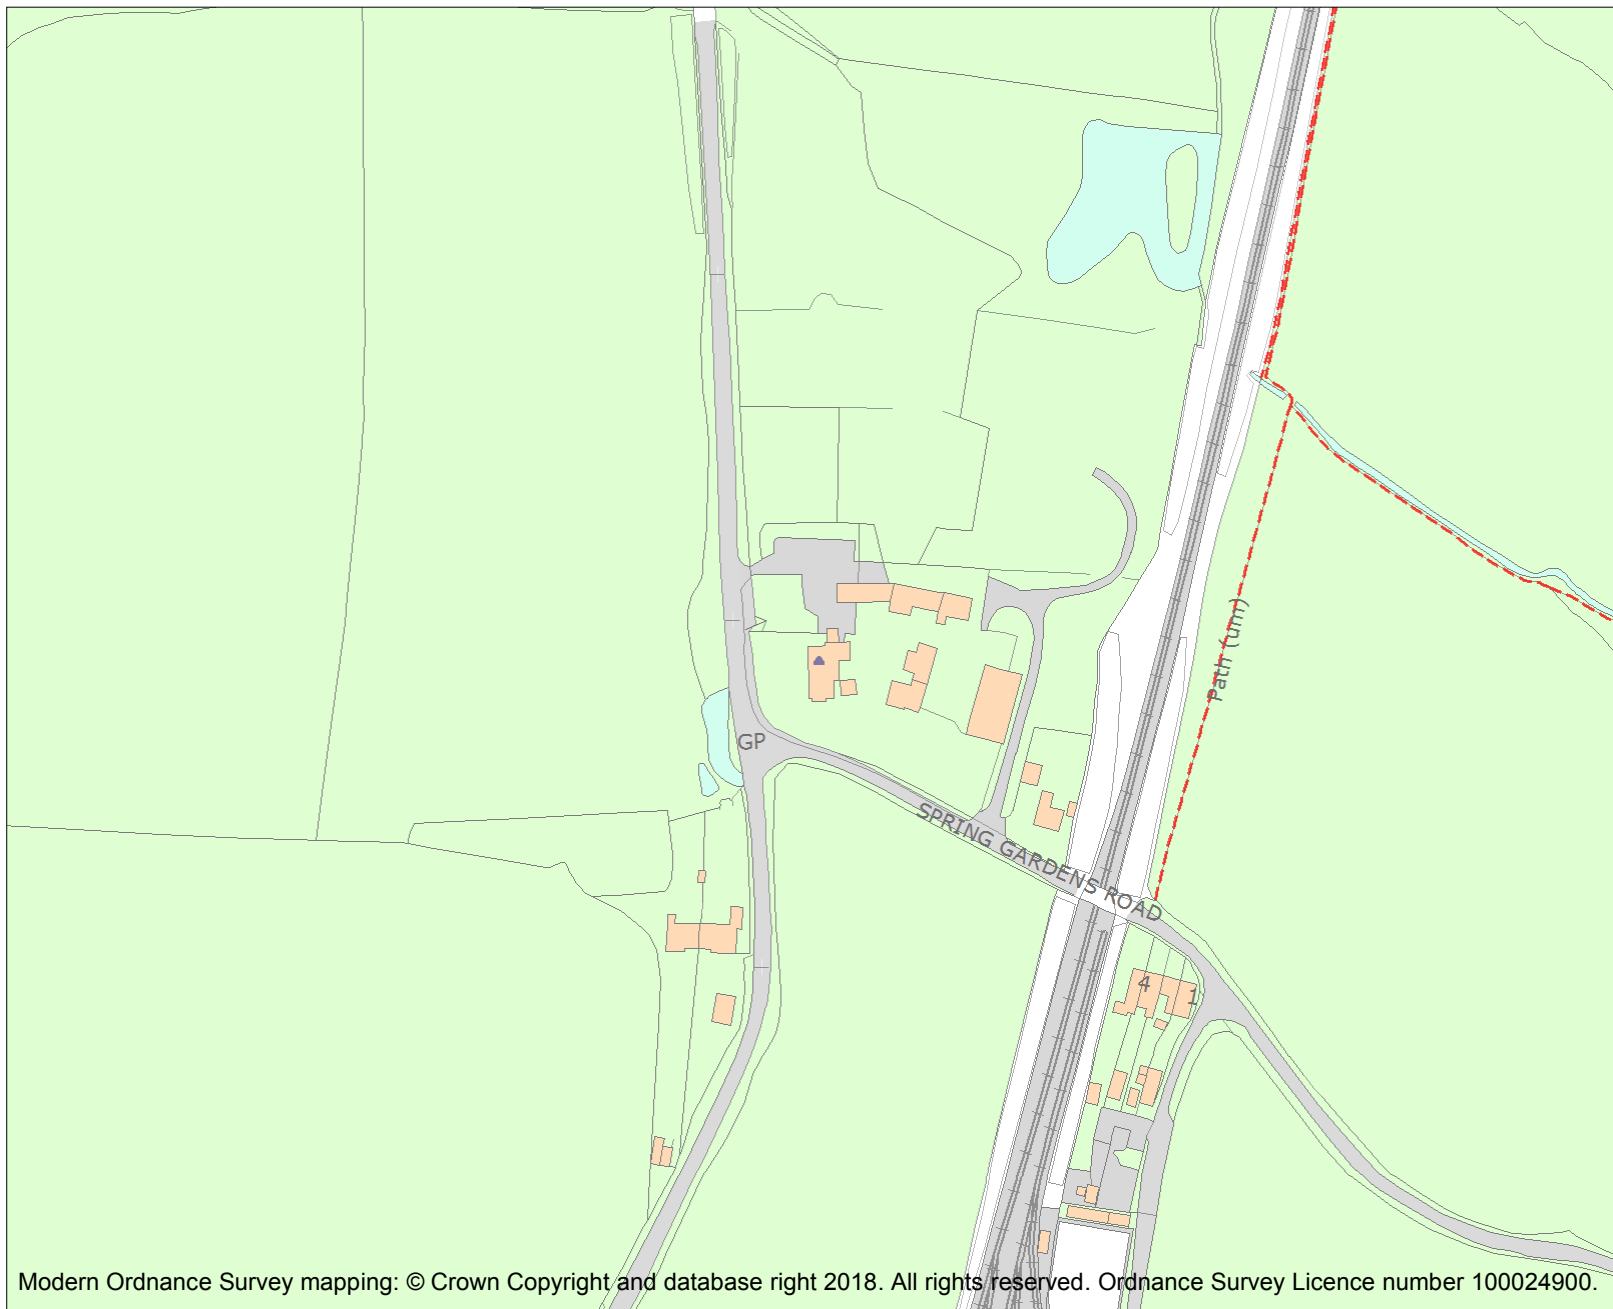 Path (um)
GP
SPRING GARDENS ROAD
4
1
Modern Ordnance Survey mapping: © Crown Copyright and database right 2018. All rights reserved. Ordnance Survey Licence number 100024900.